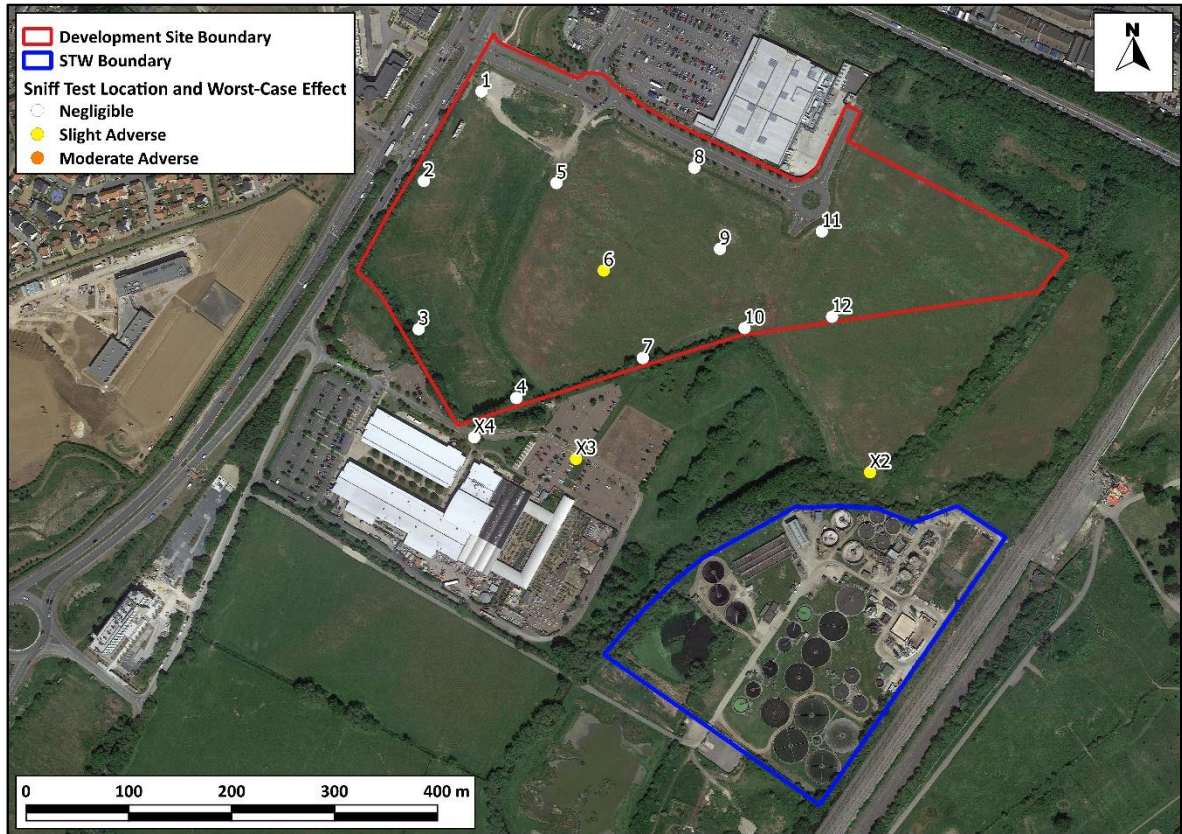 Development Site Boundary
STW Boundary
Sniff Test Location and Worst-Case Effect
Negligible
Slight Adverse
Moderate Adverse
N
1
2
8
5
11
9
6
12
3
10
7
4
X4
X3
X2
0 100 200 300 400 m